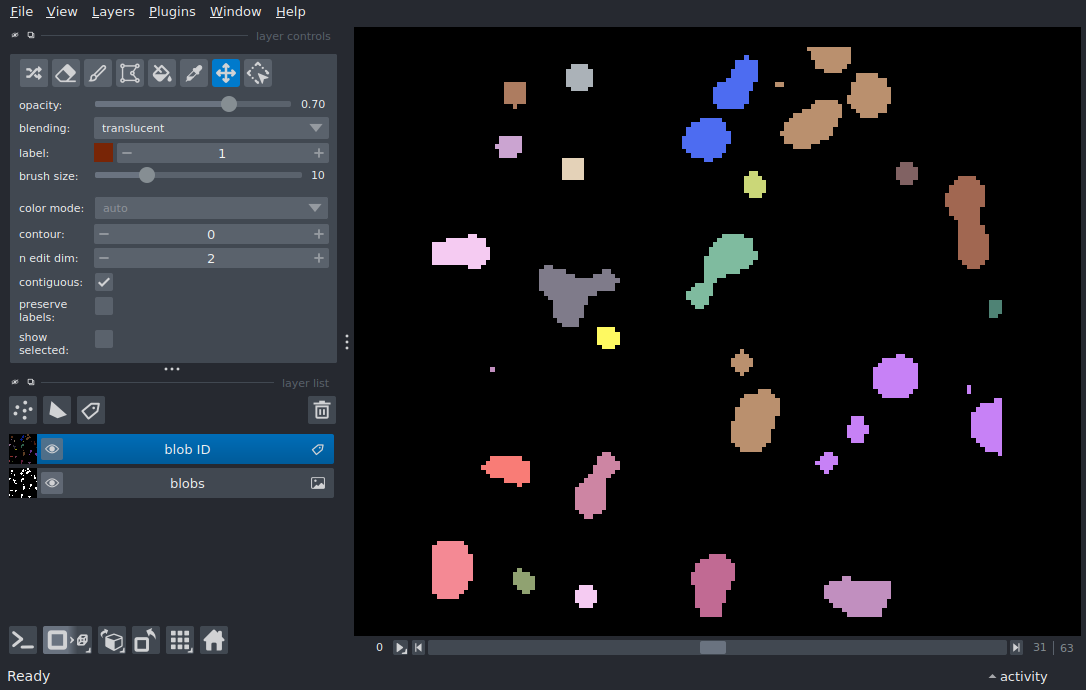 File View Layers Plugins Window Help
layer controls
opacity: 0.70
blending: translucent
label: 1
brush size: 10
color mode: auto
contour: 0
n edit dim: 2
contiguous:
preserve
labels:
show
selected:
layer list
blob ID
blobs
0 31 | 63
Ready activity